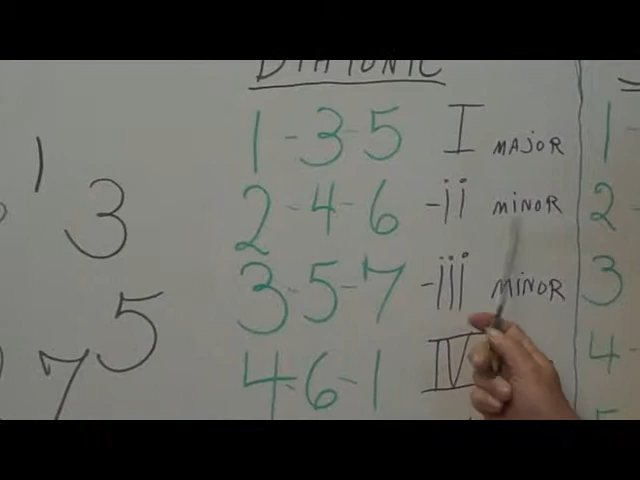 DIATONIC
1-3-5 I MAJOR
2-4-6 -ii MINOR
3-5-7 -iii MINOR
4-6-1 IV
1
3
5
7
1
2
3
4